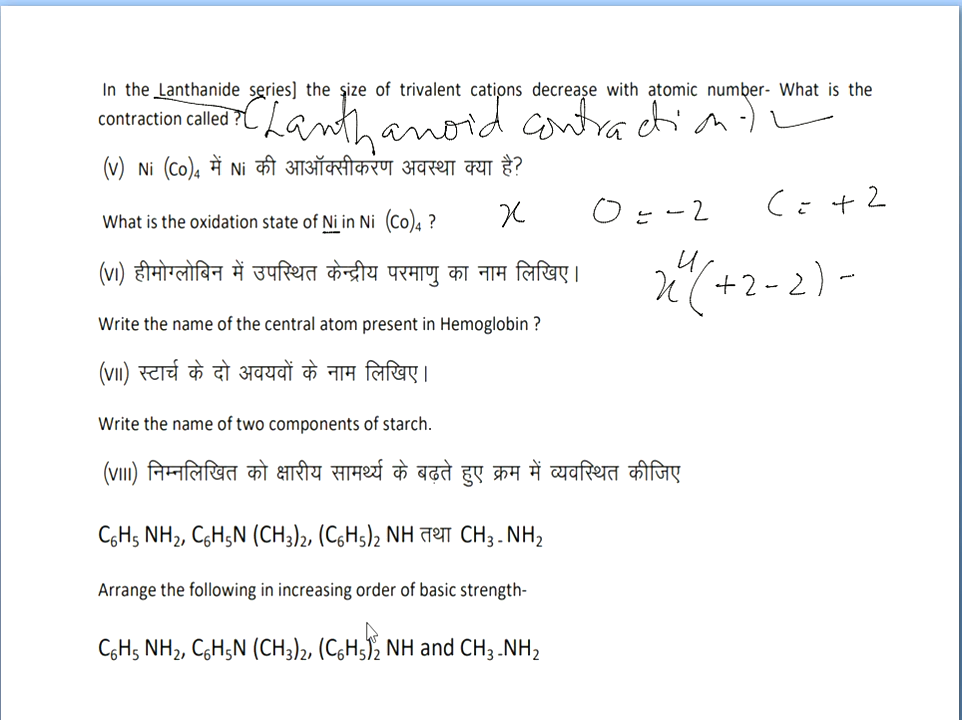 In the Lanthanide series] the size of trivalent cations decrease with atomic number- What is the
contraction called ? (Lanthanoid contraction)
(V) Ni (Co)₄ में Ni की आऑक्सीकरण अवस्था क्या है?
What is the oxidation state of Ni in Ni (Co)₄ ? x O = -2 C = +2
x 4(+2-2) -
(VI) हीमोग्लोबिन में उपस्थित केन्द्रीय परमाणु का नाम लिखिए।
Write the name of the central atom present in Hemoglobin ?
(VII) स्टार्च के दो अवयवों के नाम लिखिए।
Write the name of two components of starch.
(VIII) निम्नलिखित को क्षारीय सामर्थ्य के बढ़ते हुए क्रम में व्यवस्थित कीजिए
C₆H₅ NH₂, C₆H₅N (CH₃)₂, (C₆H₅)₂ NH तथा CH₃ - NH₂
Arrange the following in increasing order of basic strength-
C₆H₅ NH₂, C₆H₅N (CH₃)₂, (C₆H₅)₂ NH and CH₃ -NH₂